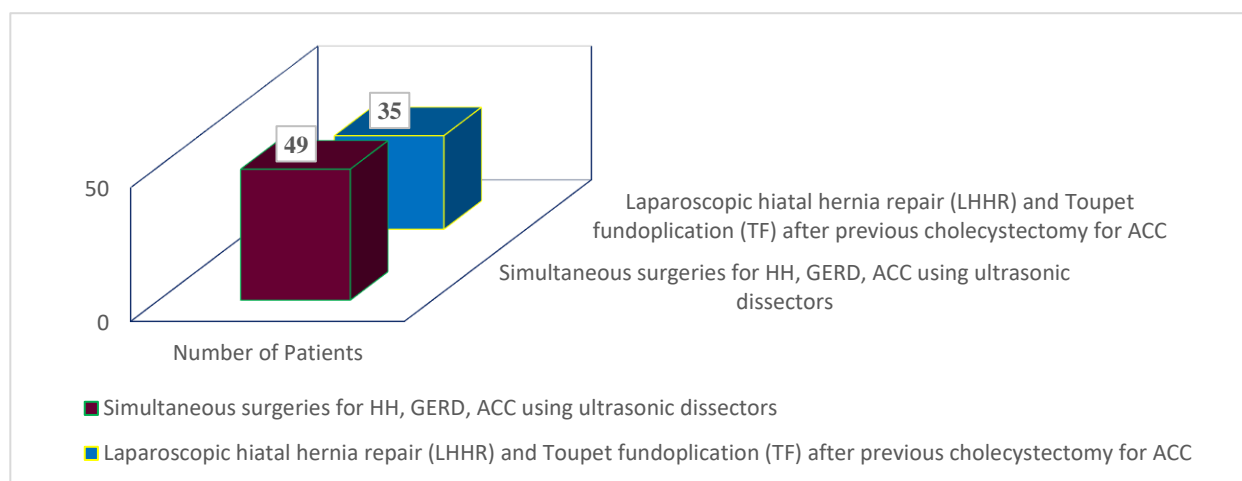 35
49
50
0
Laparoscopic hiatal hernia repair (LHHR) and Toupet
fundoplication (TF) after previous cholecystectomy for ACC
Simultaneous surgeries for HH, GERD, ACC using ultrasonic
dissectors
Number of Patients
Simultaneous surgeries for HH, GERD, ACC using ultrasonic dissectors
Laparoscopic hiatal hernia repair (LHHR) and Toupet fundoplication (TF) after previous cholecystectomy for ACC